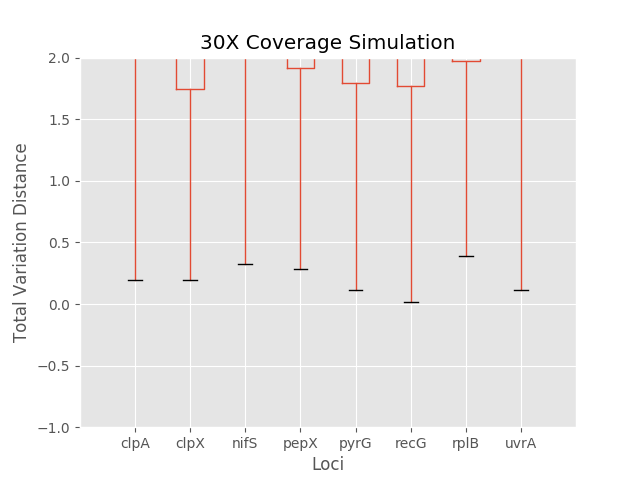 30X Coverage Simulation
Total Variation Distance
2.0
1.5
1.0
0.5
0.0
−0.5
−1.0
clpA clpX nifS pepX pyrG recG rplB uvrA
Loci